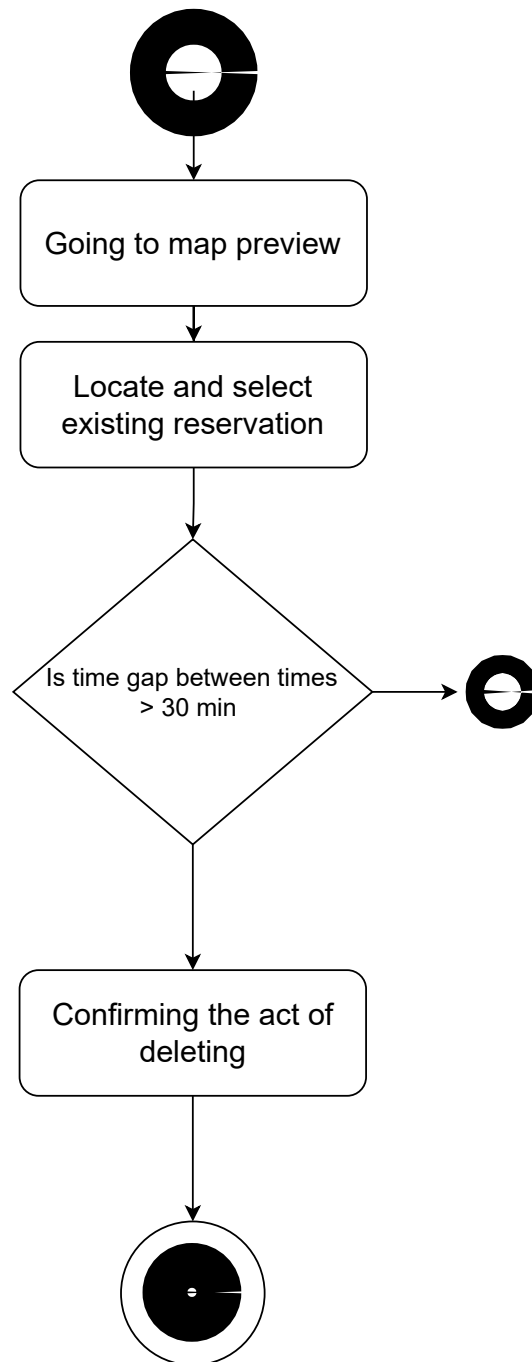 Going to map preview
Locate and select
existing reservation
Is time gap between times
> 30 min
Confirming the act of
deleting